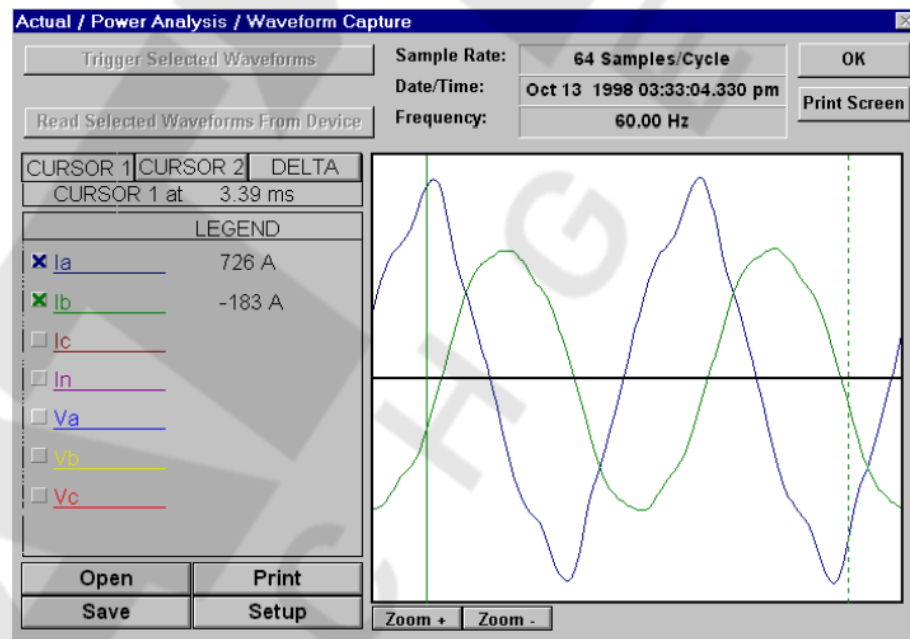 Actual / Power Analysis / Waveform Capture
Trigger Selected Waveforms
Read Selected Waveforms From Device
Sample Rate: 64 Samples/Cycle
Date/Time: Oct 13 1998 03:33:04.330 pm
Frequency: 60.00 Hz
OK
Print Screen
CURSOR 1 CURSOR 2 DELTA
CURSOR 1 at 3.39 ms
LEGEND
Ia 726 A
Ib -183 A
Ic
In
Va
Vb
Vc
Open Print
Save Setup
Zoom + Zoom -